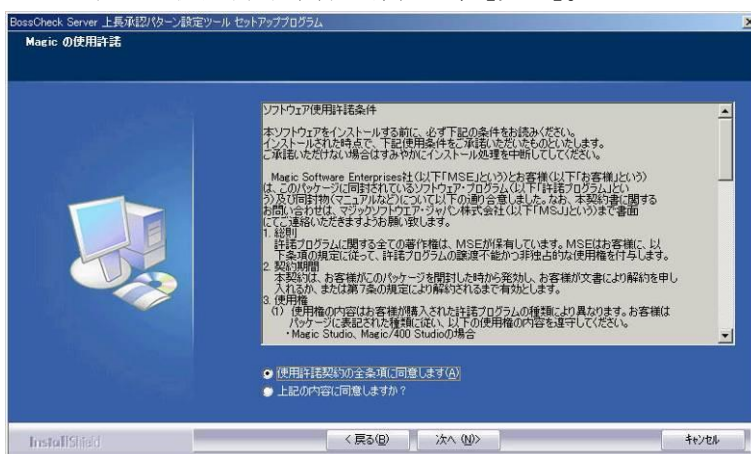 BossCheck Server 上長承認パターン設定ツール セットアッププログラム
Magic の使用許諾
ソフトウェア使用許諾条件
本ソフトウェアをインストールする前に、必ず下記の条件をお読みください。
インストールされた時点で、下記使用条件をご承諾いただいたものといたします。
ご承諾いただけない場合はすみやかにインストール処理を中断してしてください。
Magic Software Enterprises社(以下「MSE」という)とお客様(以下「お客様」という)
は、このパッケージに同封されているソフトウェア・プログラム(以下「許諾プログラム」とい
う)及び同封物(マニュアルなど)について以下の通り合意しました。なお、本契約書に関する
お問い合わせは、マジックソフトウエア・ジャパン株式会社(以下「MSJ」という)まで書面
にてご連絡いただきますようお願い致します。
1. 総則
許諾プログラムに関する全ての著作権は、MSEが保有しています。MSEはお客様に、以
下条項の規定に従って、許諾プログラムの譲渡不能かつ非独占的な使用権を付与します。
2. 契約期間
本契約は、お客様がこのパッケージを開封した時から発効し、お客様が文書により解約を申し
入れるか、または第7条の規定により解約されるまで有効とします。
3. 使用権
(1) 使用権の内容はお客様が購入された許諾プログラムの種類により異なります。お客様は
パッケージに表記された種類に従い、以下の使用権の内容を遵守してください。
・Magic Studio、Magic/400 Studioの場合
使用許諾契約の全条項に同意します(A)
上記の内容に同意しますか?
InstallShield
< 戻る(B)
次へ (N)>
キャンセル